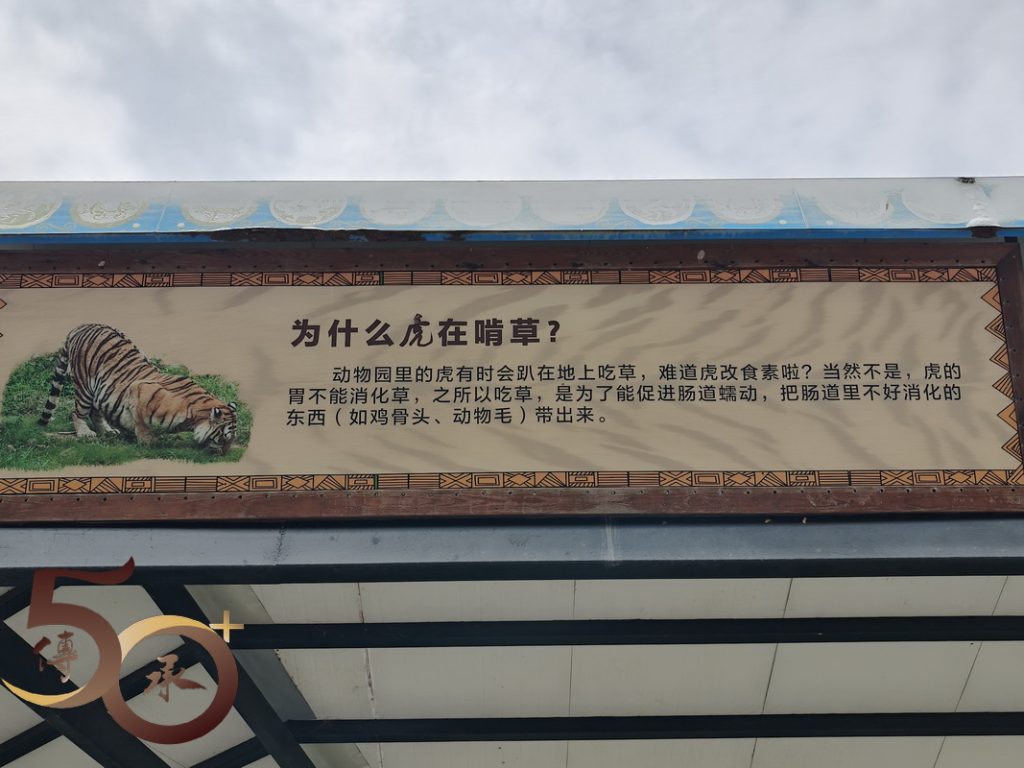 为什么虎在啃草?
动物园里的虎有时会趴在地上吃草，难道虎改食素啦？当然不是，虎的
胃不能消化草，之所以吃草，是为了能促进肠道蠕动，把肠道里不好消化的
东西（如鸡骨头、动物毛）带出来。
50+
傳承